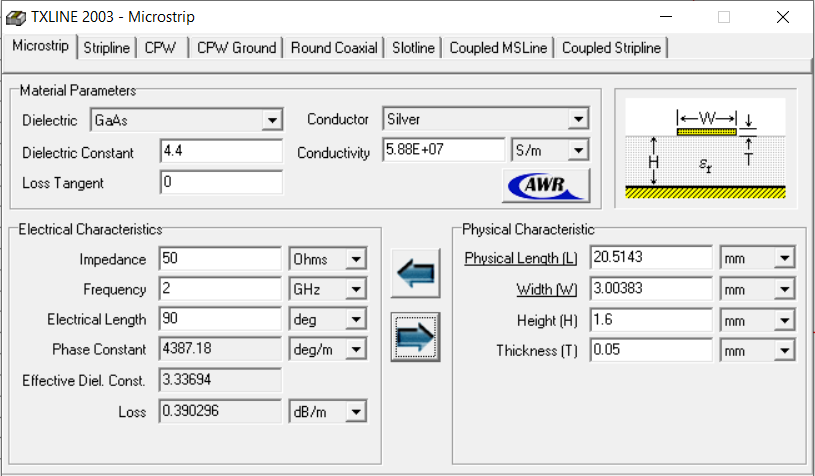 TXLINE 2003 - Microstrip
Microstrip Stripline CPW CPW Ground Round Coaxial Slotline Coupled MSLine Coupled Stripline
Material Parameters
Dielectric GaAs Conductor Silver
Dielectric Constant 4.4 Conductivity 5.88E+07 S/m
Loss Tangent 0
AWR
W
H
T
εr
Electrical Characteristics
Impedance 50 Ohms
Frequency 2 GHz
Electrical Length 90 deg
Phase Constant 4387.18 deg/m
Effective Diel. Const. 3.33694
Loss 0.390296 dB/m
Physical Characteristic
Physical Length (L) 20.5143 mm
Width (W) 3.00383 mm
Height (H) 1.6 mm
Thickness (T) 0.05 mm